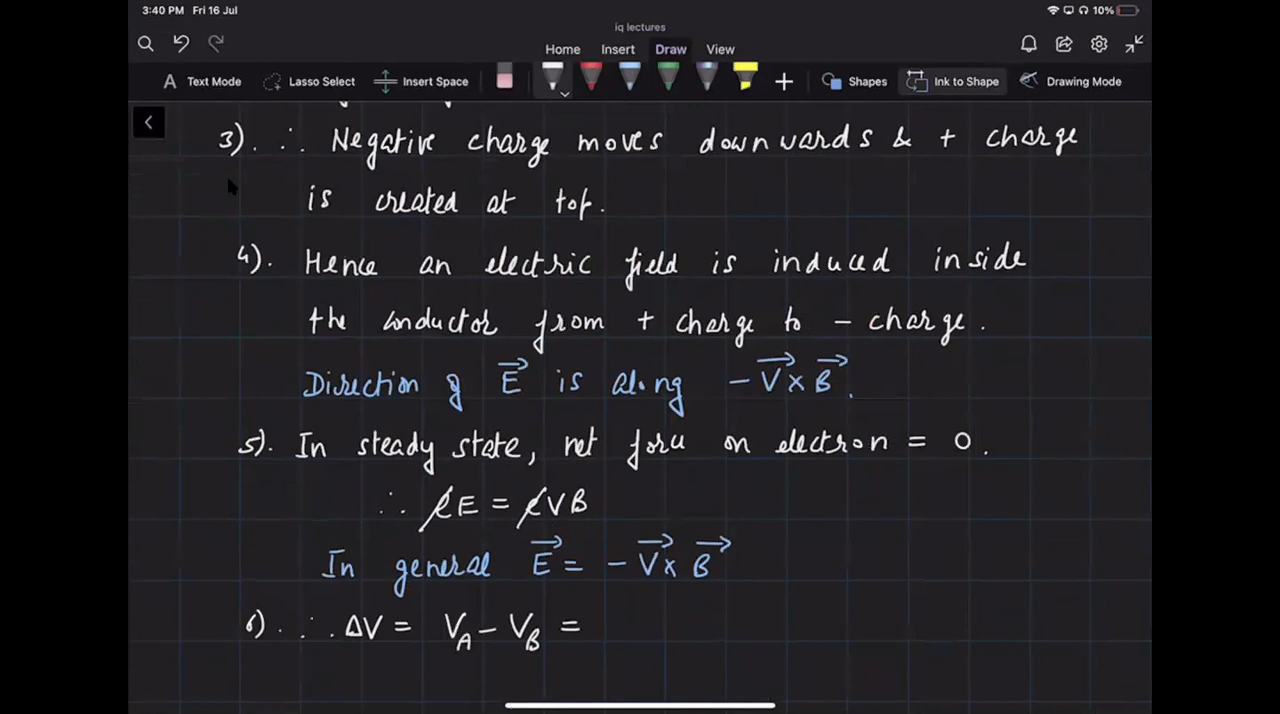 3:40 PM Fri 16 Jul
10%
iq lectures
Home Insert Draw View
Text Mode Lasso Select Insert Space Shapes Ink to Shape Drawing Mode
3). ∴ Negative charge moves downwards & + charge
is created at top.
4). Hence an electric field is induced inside
the conductor from + charge to - charge.
Direction of E⃗ is along - V⃗ x B⃗.
5). In steady state, net force on electron = 0.
∴ eE = eVB
In general E⃗ = - V⃗ x B⃗
6). ∴ ΔV = V_A - V_B =